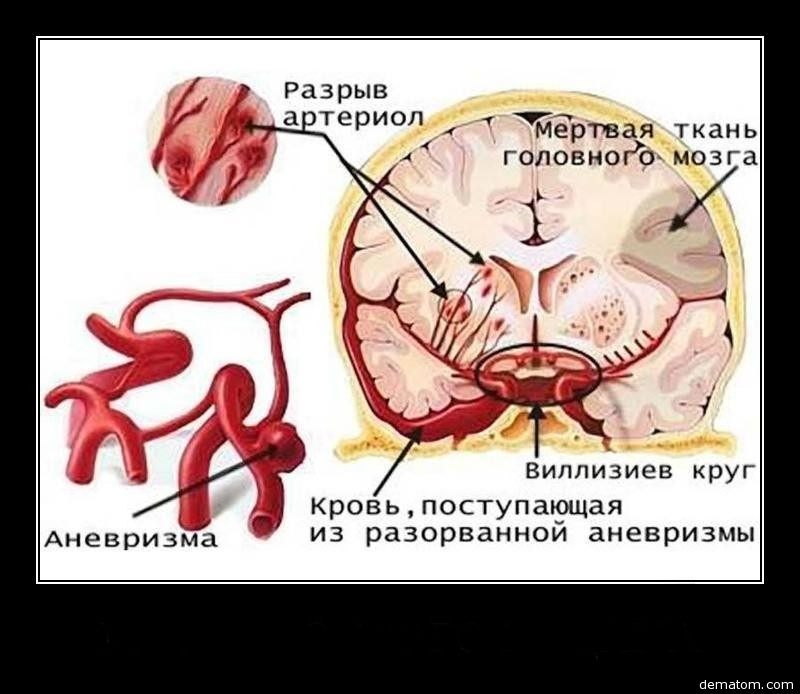 Разрыв
артериол
Мертвая ткань
головного мозга
Виллизиев круг
Кровь,поступающая
из разорванной аневризмы
Аневризма
dematom.com